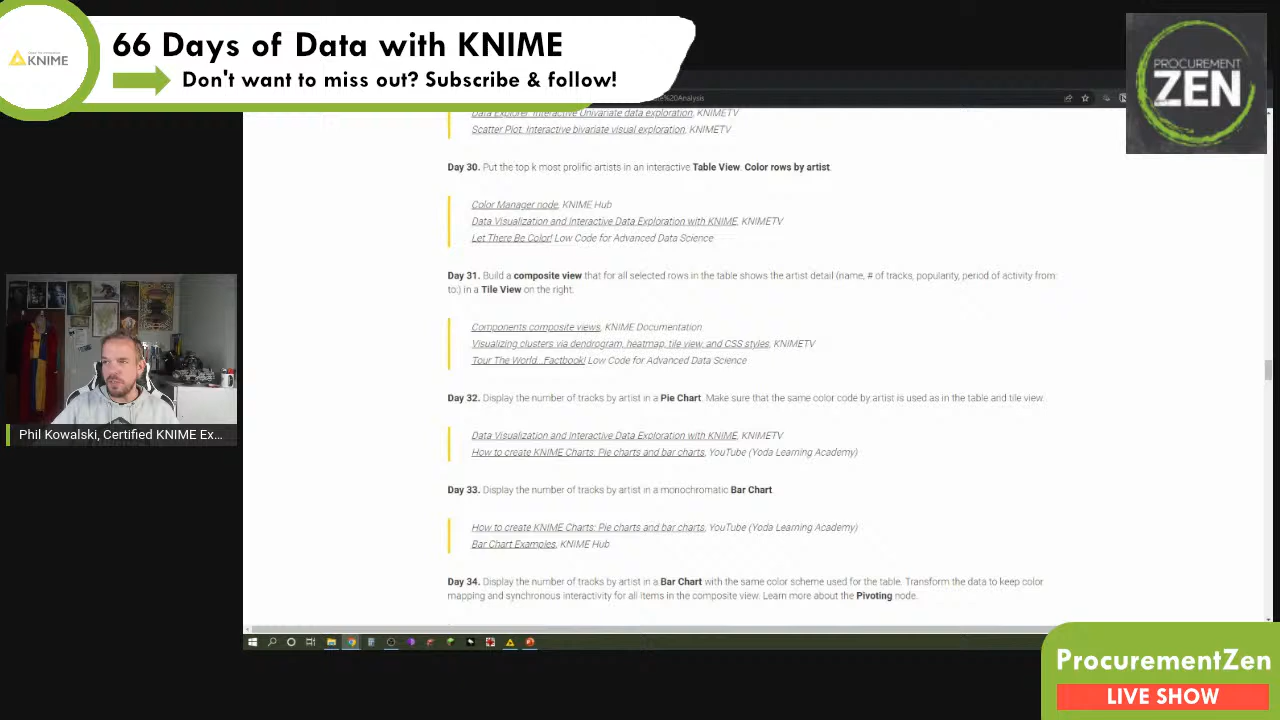 66 Days of Data with KNIME
Don't want to miss out? Subscribe & follow!
KNIME
PROCUREMENT
ZEN
%20Analysis
Data Explorer: Interactive Univariate data exploration, KNIMETV
Scatter Plot: Interactive bivariate visual exploration, KNIMETV
Day 30. Put the top k most prolific artists in an interactive Table View. Color rows by artist.
Color Manager node, KNIME Hub
Data Visualization and Interactive Data Exploration with KNIME, KNIMETV
Let There Be Color! Low Code for Advanced Data Science
Day 31. Build a composite view that for all selected rows in the table shows the artist detail (name, # of tracks, popularity, period of activity from:
to:) in a Tile View on the right.
Components composite views, KNIME Documentation
Visualizing clusters via dendrogram, heatmap, tile view, and CSS styles, KNIMETV
Tour The World...Factbook! Low Code for Advanced Data Science
Day 32. Display the number of tracks by artist in a Pie Chart. Make sure that the same color code by artist is used as in the table and tile view.
Data Visualization and Interactive Data Exploration with KNIME, KNIMETV
How to create KNIME Charts: Pie charts and bar charts, YouTube (Yoda Learning Academy)
Day 33. Display the number of tracks by artist in a monochromatic Bar Chart
How to create KNIME Charts: Pie charts and bar charts, YouTube (Yoda Learning Academy)
Bar Chart Examples, KNIME Hub
Day 34. Display the number of tracks by artist in a Bar Chart with the same color scheme used for the table. Transform the data to keep color
mapping and synchronous interactivity for all items in the composite view. Learn more about the Pivoting node.
Phil Kowalski, Certified KNIME Ex...
ProcurementZen
LIVE SHOW